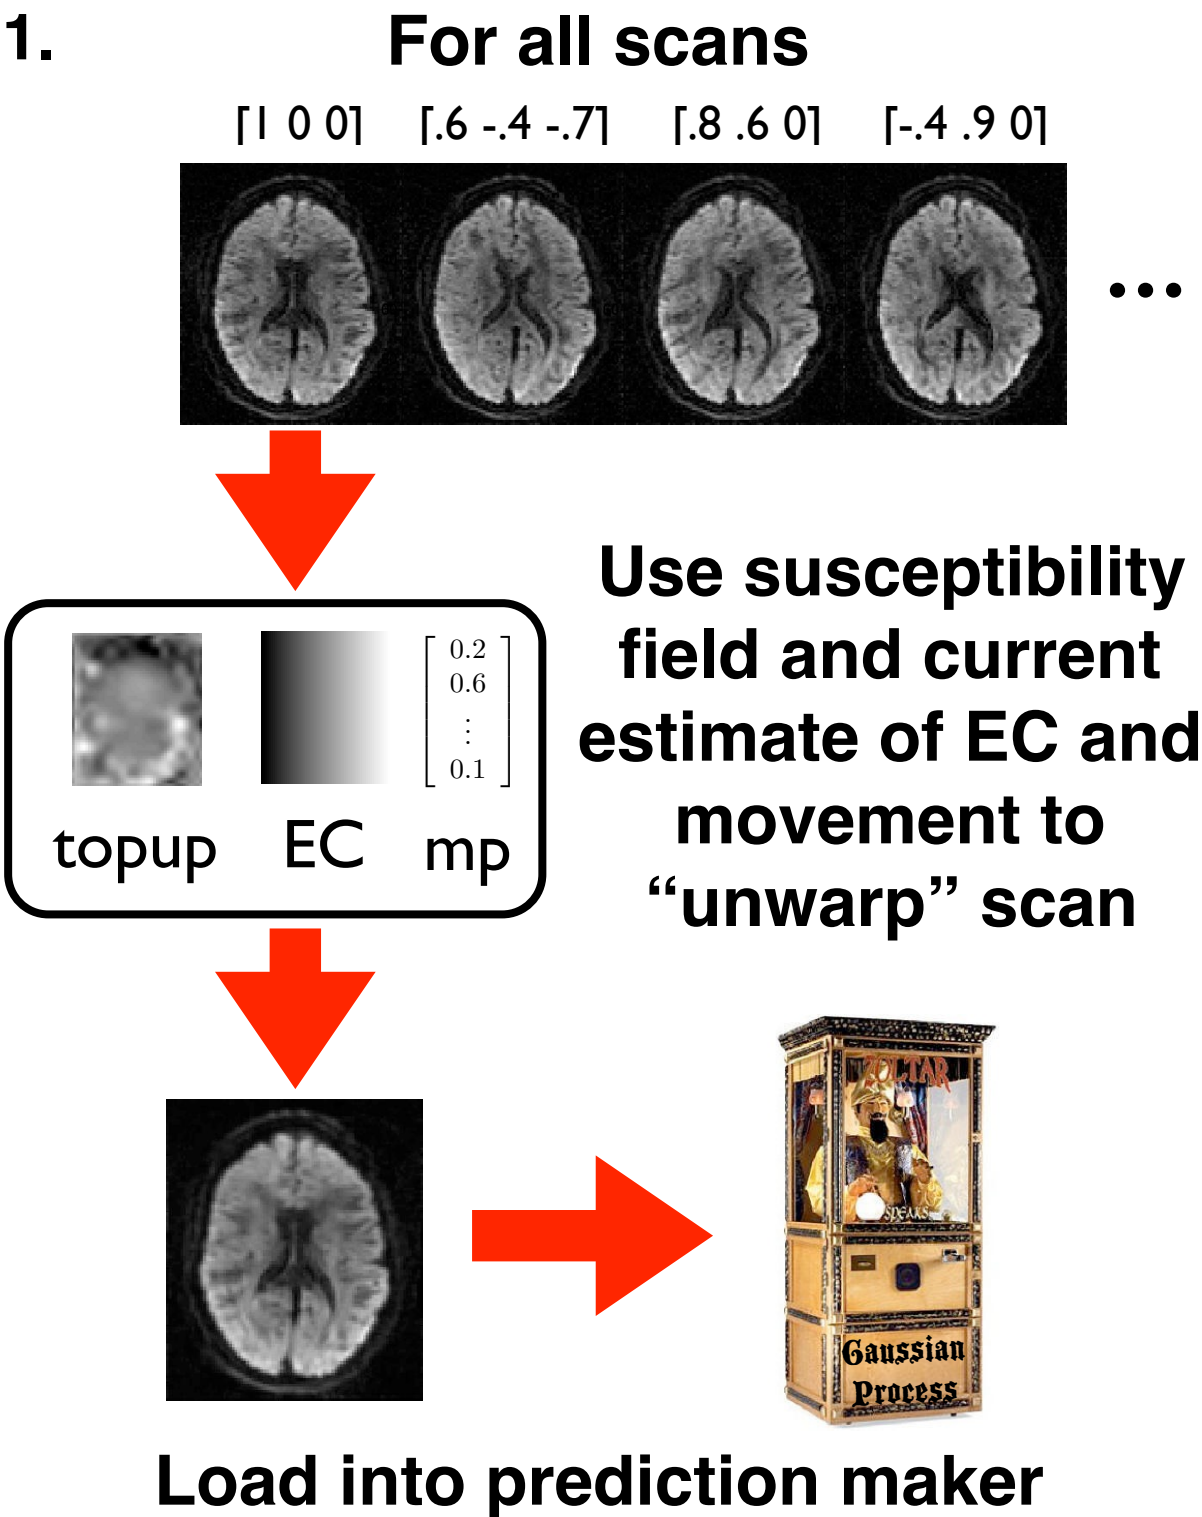 1.
For all scans
[1 0 0] [.6 -.4 -.7] [.8 .6 0] [-.4 .9 0]
0.2
0.6
⋮
0.1
topup EC mp
Use susceptibility
field and current
estimate of EC and
movement to
“unwarp” scan
...
ZOLTAR
SPEAKS
Gaussian
Process
Load into prediction maker